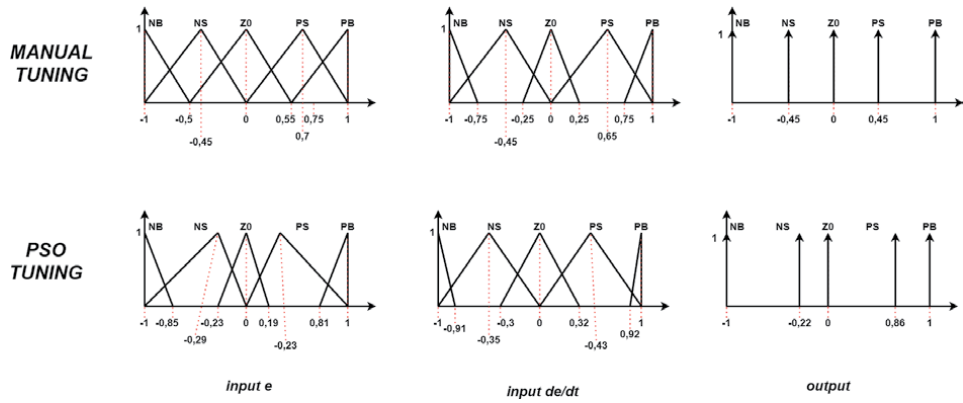 MANUAL TUNING
NB NS Z0 PS PB
1
-1 -0,5 0 0,55 0,75 1
-0,45 0,7
NB NS Z0 PS PB
1
-1 -0,75 -0,25 0 0,25 0,75 1
-0,45 0,65
NB NS Z0 PS PB
1
-1 -0,45 0 0,45 1
PSO TUNING
NB NS Z0 PS PB
1
-1 -0,85 -0,23 0 0,19 0,81 1
-0,29 -0,23
NB NS Z0 PS PB
1
-1 -0,91 -0,3 0 0,32 0,92 1
-0,35 -0,43
NB NS Z0 PS PB
1
-1 -0,22 0 0,86 1
input e
input de/dt
output